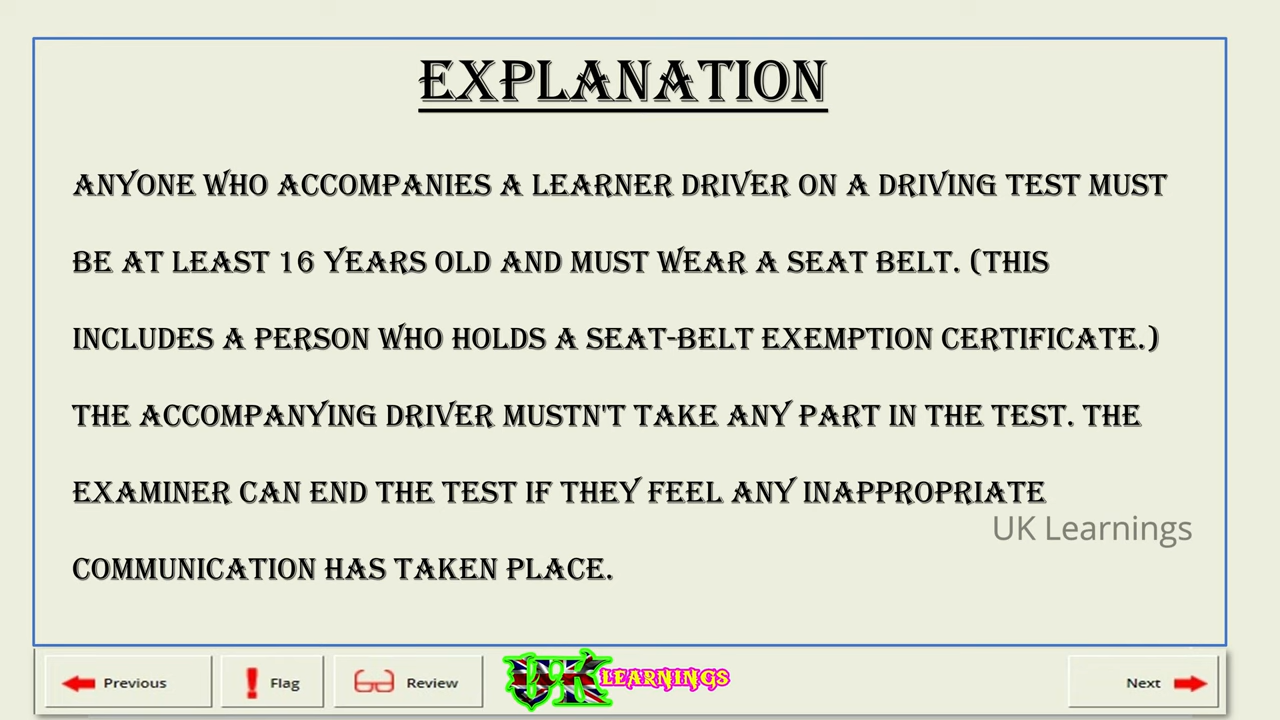 EXPLANATION
ANYONE WHO ACCOMPANIES A LEARNER DRIVER ON A DRIVING TEST MUST
BE AT LEAST 16 YEARS OLD AND MUST WEAR A SEAT BELT. (THIS
INCLUDES A PERSON WHO HOLDS A SEAT-BELT EXEMPTION CERTIFICATE.)
THE ACCOMPANYING DRIVER MUSTN'T TAKE ANY PART IN THE TEST. THE
EXAMINER CAN END THE TEST IF THEY FEEL ANY INAPPROPRIATE
UK Learnings
COMMUNICATION HAS TAKEN PLACE.
Previous
Flag
Review
UK LEARNINGS
Next